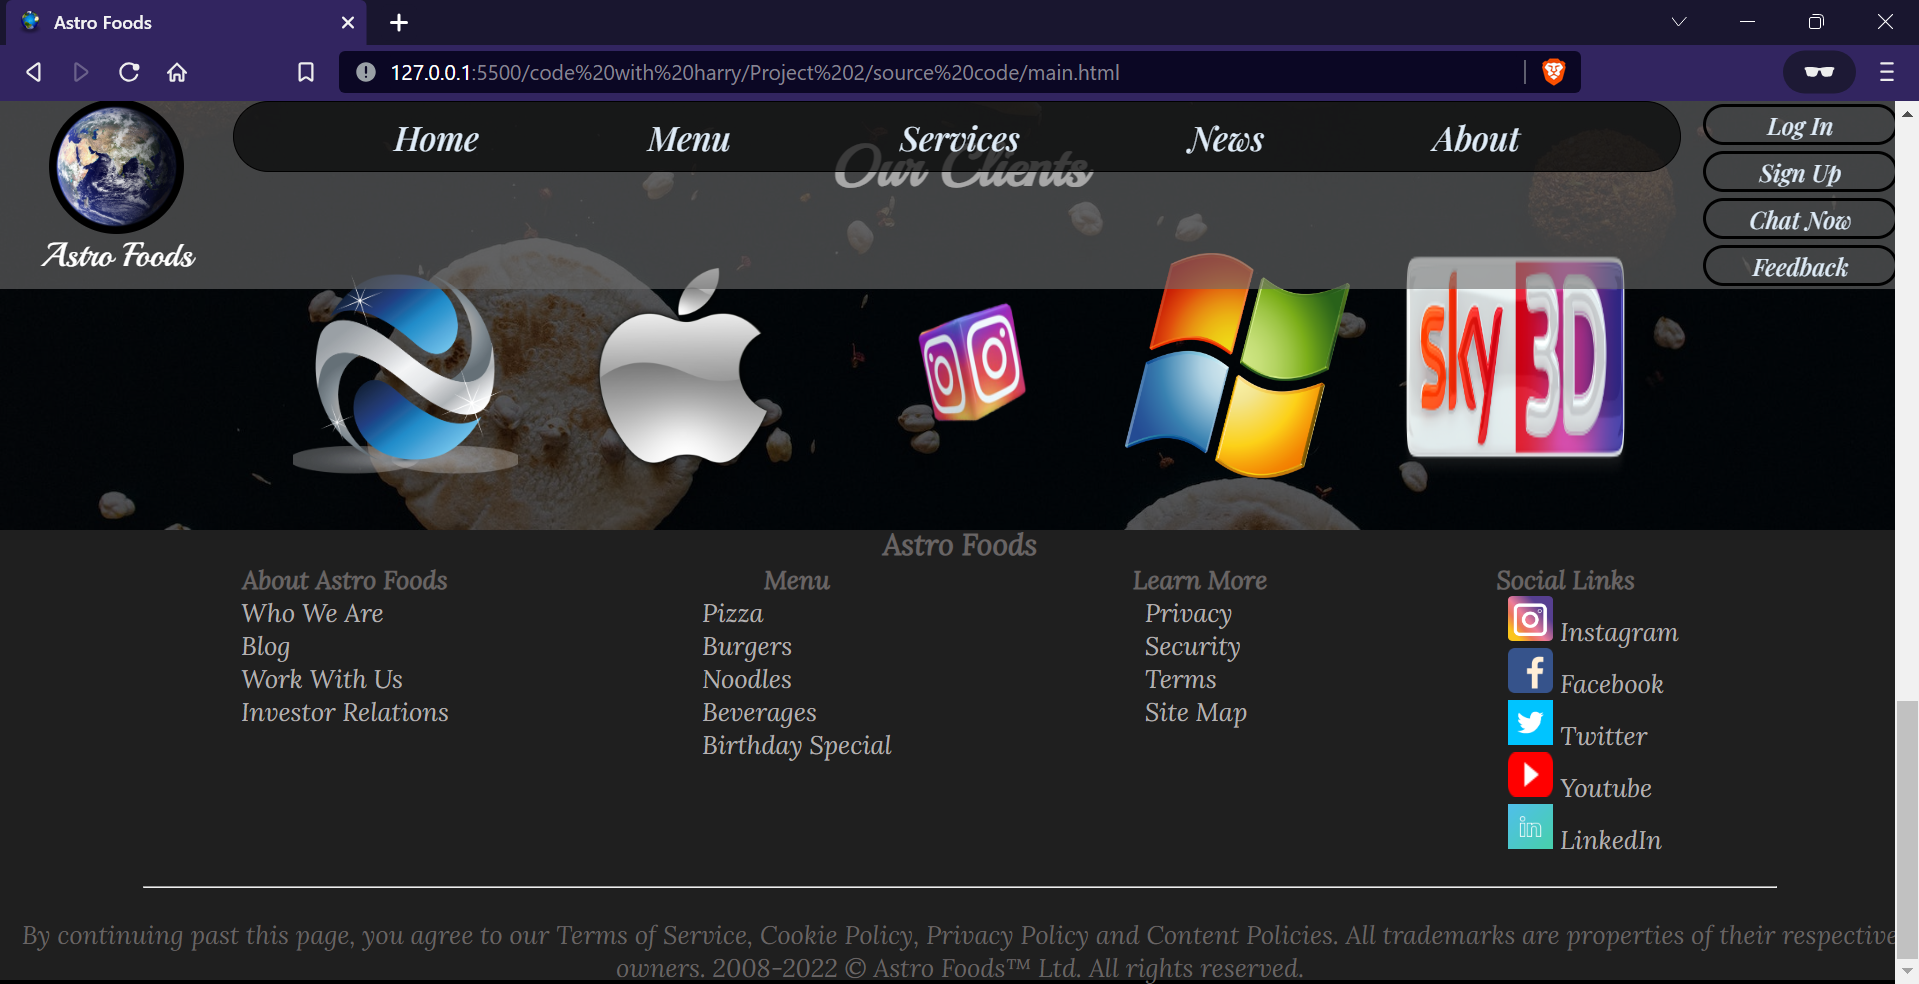 Astro Foods
127.0.0.1:5500/code%20with%20harry/Project%202/source%20code/main.html
Home Menu Services News About
Log In
Sign Up
Chat Now
Feedback
Astro Foods
Our Clients
sky 3D
Astro Foods
About Astro Foods
Who We Are
Blog
Work With Us
Investor Relations
Menu
Pizza
Burgers
Noodles
Beverages
Birthday Special
Learn More
Privacy
Security
Terms
Site Map
Social Links
Instagram
Facebook
Twitter
Youtube
in LinkedIn
By continuing past this page, you agree to our Terms of Service, Cookie Policy, Privacy Policy and Content Policies. All trademarks are properties of their respective
owners. 2008-2022 © Astro Foods™ Ltd. All rights reserved.